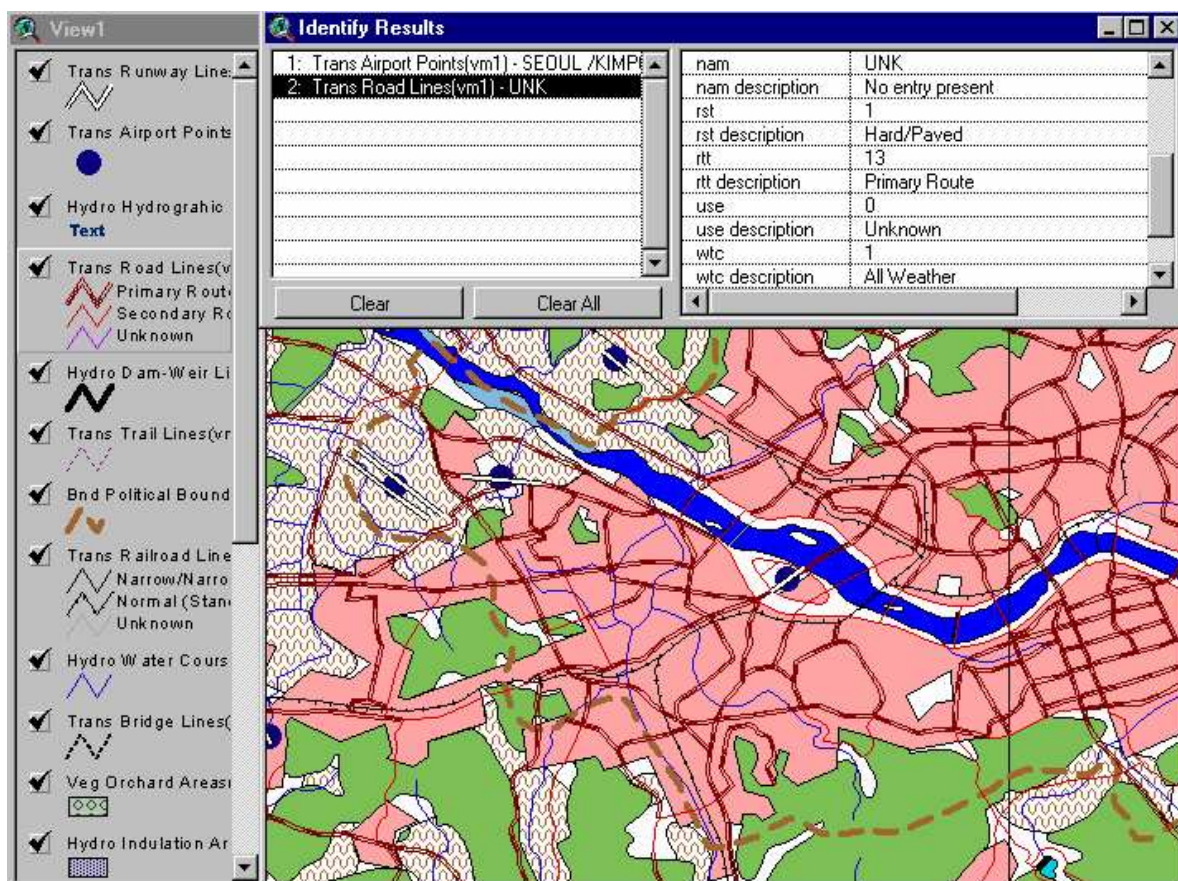 View1
Trans Runway Line
Trans Airport Points
Hydro Hydrograhic
Text
Trans Road Lines(v
Primary Rout
Secondary Ro
Unknown
Hydro Dam-Weir Li
Trans Trail Lines(vr
Bnd Political Bound
Trans Railroad Line
Narrow/Narro
Normal (Stan
Unknown
Hydro Water Cours
Trans Bridge Lines(
Veg Orchard Areas
Hydro Indulation Ar
Identify Results
1: Trans Airport Points(vm1) - SEOUL /KIMP
2: Trans Road Lines(vm1) - UNK
Clear
Clear All
nam UNK
nam description No entry present
rst 1
rst description Hard/Paved
rtt 13
rtt description Primary Route
use 0
use description Unknown
wtc 1
wtc description All Weather